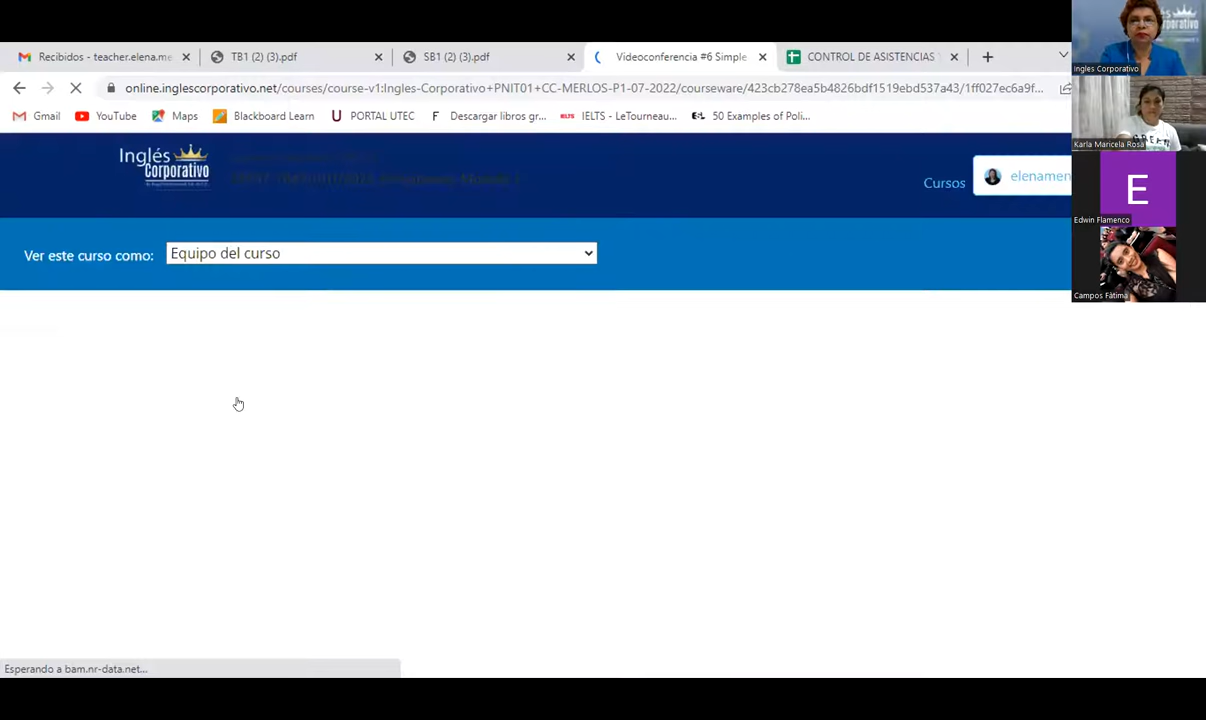 Recibidos - teacher.elena.me
TB1 (2) (3).pdf
SB1 (2) (3).pdf
Videoconferencia #6 Simple
CONTROL DE ASISTENCIAS
online.inglescorporativo.net/courses/course-v1:Ingles-Corporativo+PNIT01+CC-MERLOS-P1-07-2022/courseware/423cb278ea5b4826bdf1519ebd537a43/1ff027ec6a9f...
Gmail
YouTube
Maps
Blackboard Learn
U PORTAL UTEC
F Descargar libros gr...
IELTS IELTS - LeTourneau...
50 Examples of Poli...
Inglés
Corporativo
Cursos
elenamen
Ver este curso como:
Equipo del curso
Esperando a bam.nr-data.net...
ingles Corporativo
GREEN
Karla Maricela Rosa
E
Edwin Flamenco
Campos Fátima